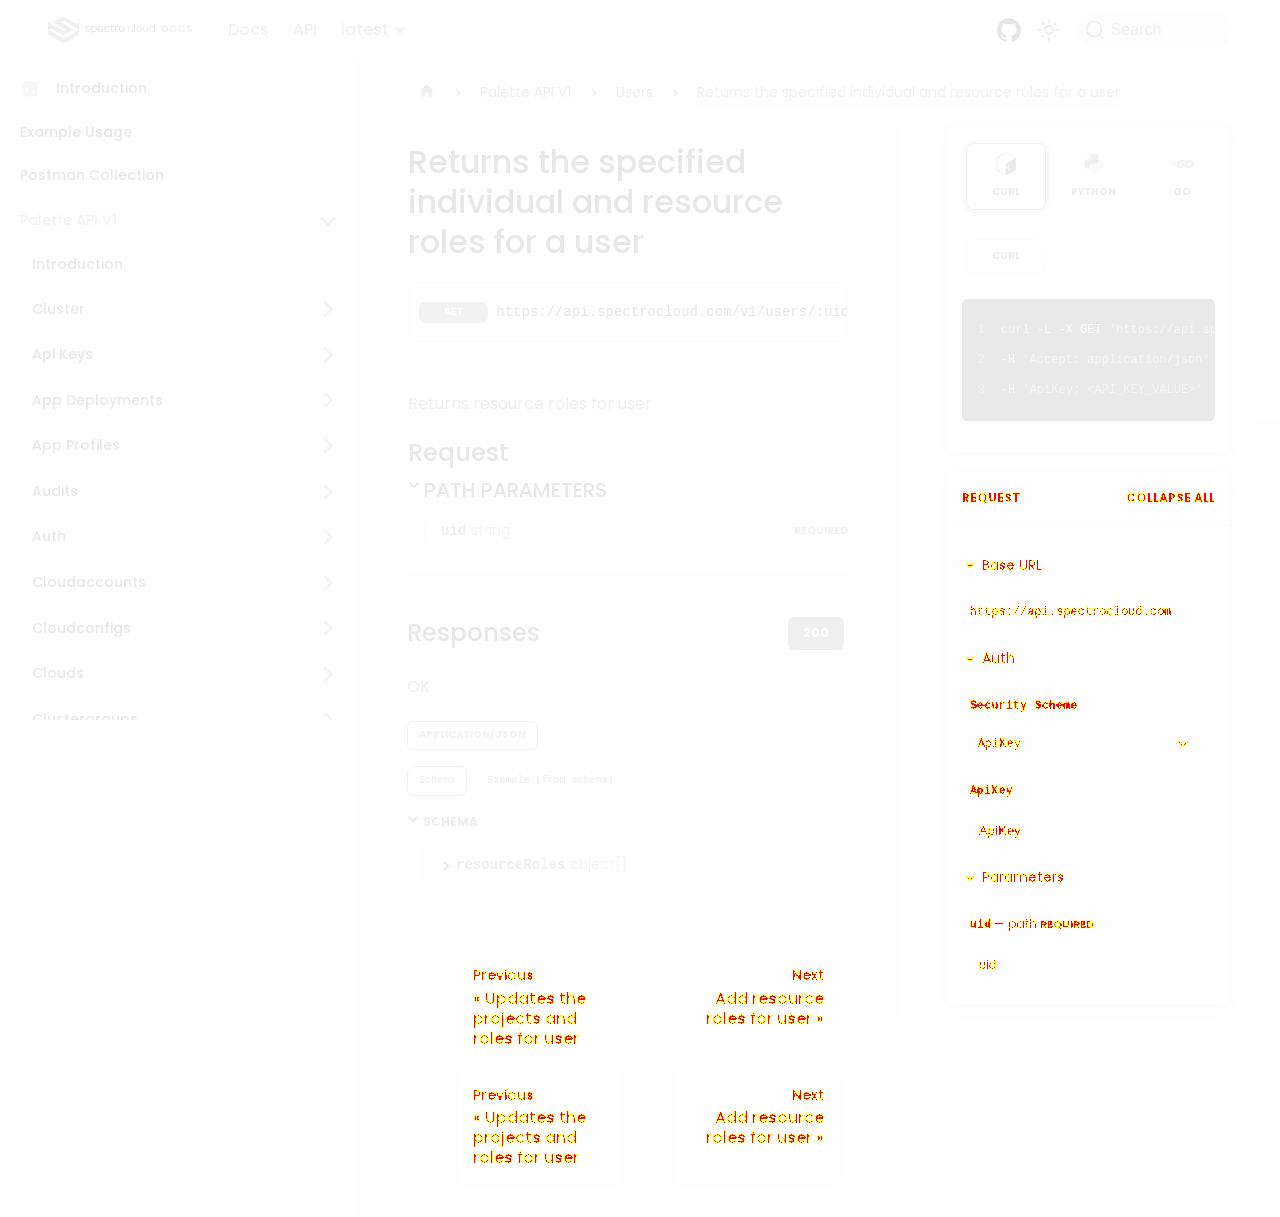 spectro cloud DOCS
Docs
API
latest
Search
Introduction
Example Usage
Postman Collection
Palette API V1
Introduction
Cluster
Api Keys
App Deployments
App Profiles
Audits
Auth
Cloudaccounts
Cloudconfigs
Clouds
Clustergroups
Palette API V1
Users
Returns the specified individual and resource roles for a user
Returns the specified
individual and resource
roles for a user
GET https://api.spectrocloud.com/v1/users/:uid
Returns resource roles for user
Request
PATH PARAMETERS
uid string REQUIRED
Responses
200
OK
APPLICATION/JSON
Schema
Example (from schema)
SCHEMA
resourceRoles object[]
Previous
« Updates the
projects and
roles for user
Next
Add resource
roles for user »
Previous
« Updates the
projects and
roles for user
Next
Add resource
roles for user »
CURL
PYTHON
GO
GO
CURL
1 curl -L -X GET 'https://api.sp
2 -H 'Accept: application/json'
3 -H 'ApiKey: <API_KEY_VALUE>'
REQUEST
COLLAPSE ALL
Base URL
https://api.spectrocloud.com
Auth
Security Scheme
ApiKey
ApiKey
ApiKey
Parameters
uid — path REQUIRED
uid